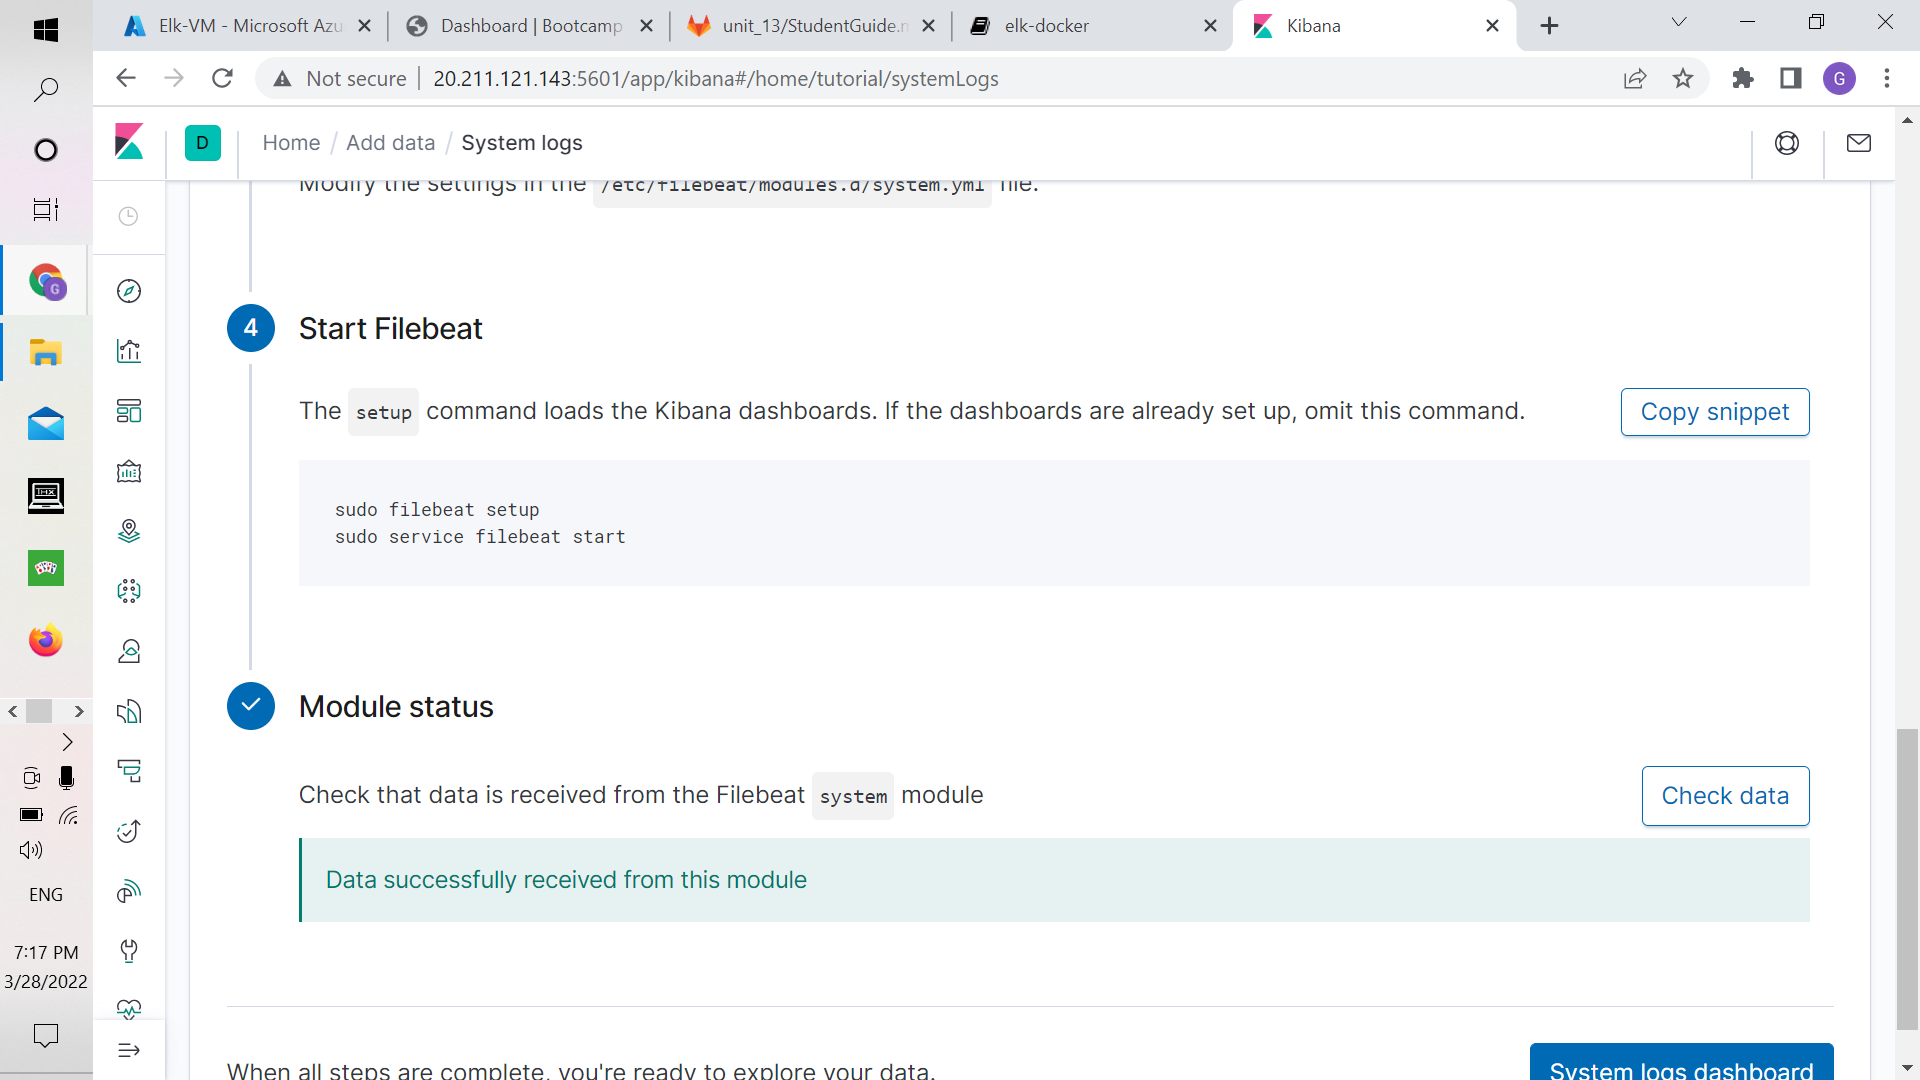 Elk-VM - Microsoft Azu
Dashboard | Bootcamp
unit_13/StudentGuide.m
elk-docker
Kibana
Not secure
20.211.121.143:5601/app/kibana#/home/tutorial/systemLogs
G
D
Home / Add data / System logs
Modify the settings in the /etc/filebeat/modules.d/system.yml file.
G
4
Start Filebeat
The setup command loads the Kibana dashboards. If the dashboards are already set up, omit this command.
Copy snippet
THX
sudo filebeat setup
sudo service filebeat start
Module status
Check that data is received from the Filebeat system module
Check data
Data successfully received from this module
ENG
7:17 PM
3/28/2022
When all steps are complete, you're ready to explore your data.
System logs dashboard